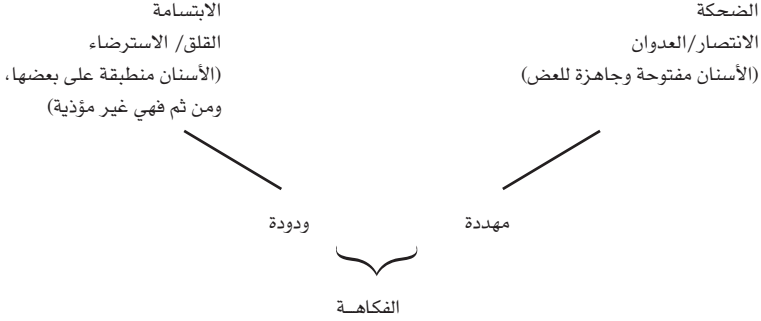 الضحكة
الانتصار/العدوان
(الأسنان مفتوحة وجاهزة للعض)
الابتسامة
القلق/ الاسترضاء
(الأسنان منطبقة على بعضها،
ومن ثم فهي غير مؤذية)
مهددة
ودودة
الفكاهــة